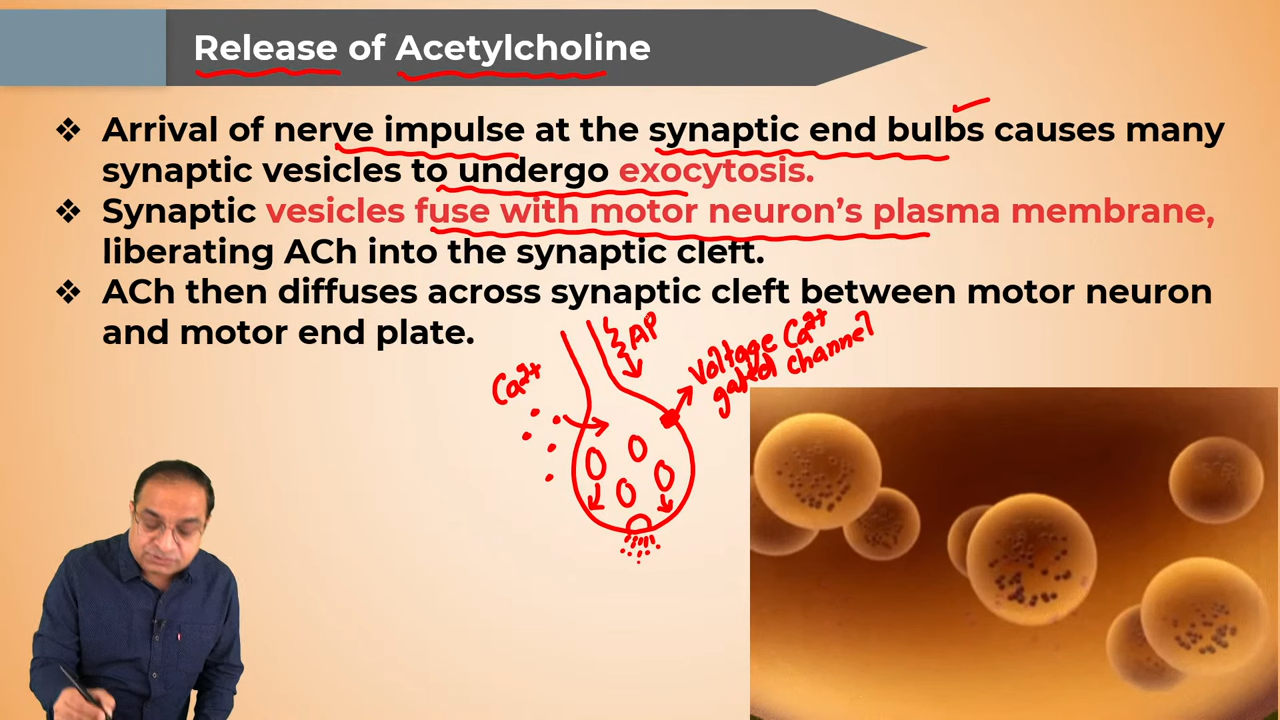 Release of Acetylcholine
❖ Arrival of nerve impulse at the synaptic end bulbs causes many
synaptic vesicles to undergo exocytosis.
❖ Synaptic vesicles fuse with motor neuron's plasma membrane,
liberating ACh into the synaptic cleft.
❖ ACh then diffuses across synaptic cleft between motor neuron
and motor end plate.
AP
Voltage Ca²⁺
gated channel
Ca²⁺